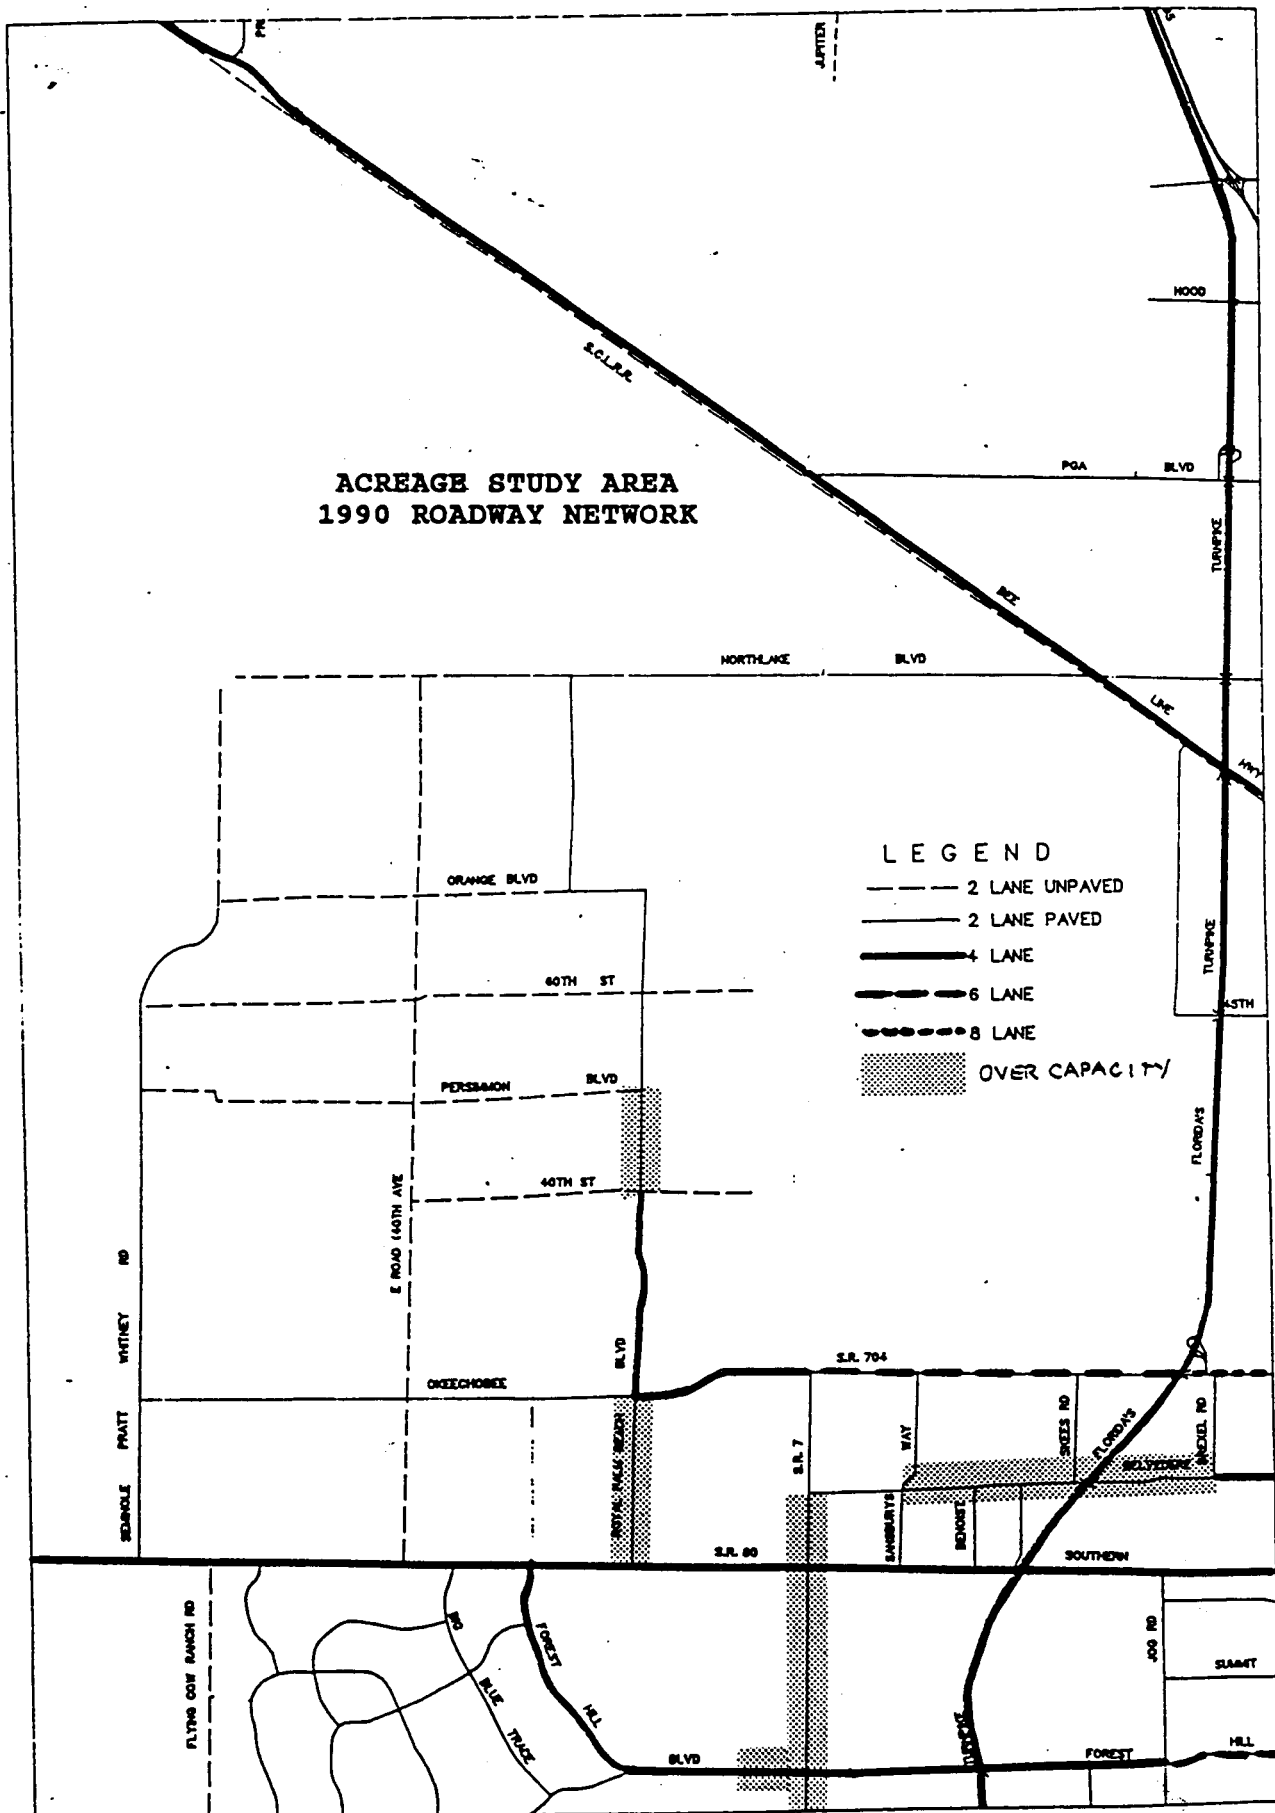 JUPITER
HOOD
S.C.L.R.R.
ACREAGE STUDY AREA
1990 ROADWAY NETWORK
PGA BLVD
TURNPIKE
BEE
NORTHLAKE BLVD
LINE
HWY
LEGEND
2 LANE UNPAVED
2 LANE PAVED
4 LANE
6 LANE
8 LANE
OVER CAPACITY
ORANGE BLVD
TURNPIKE
60TH ST
45TH
PERSIMMON BLVD
FLORIDA'S
40TH ST
E ROAD (40TH AVE
SEMINOLE PRATT WHITNEY RD
BLVD
S.R. 704
OKEECHOBEE
ROYAL PALM BEACH
S.R. 7
WAY
SKEES RD
FLORIDA'S
DREXEL RD
BELVEDERE
SANSBURYS
BENOIST
S.R. 80
SOUTHERN
FLYING COW RANCH RD
BIG
BLUE
TRACE
FOREST
HILL
BLVD
JOG RD
SUMMIT
TURNPIKE
FOREST
HILL